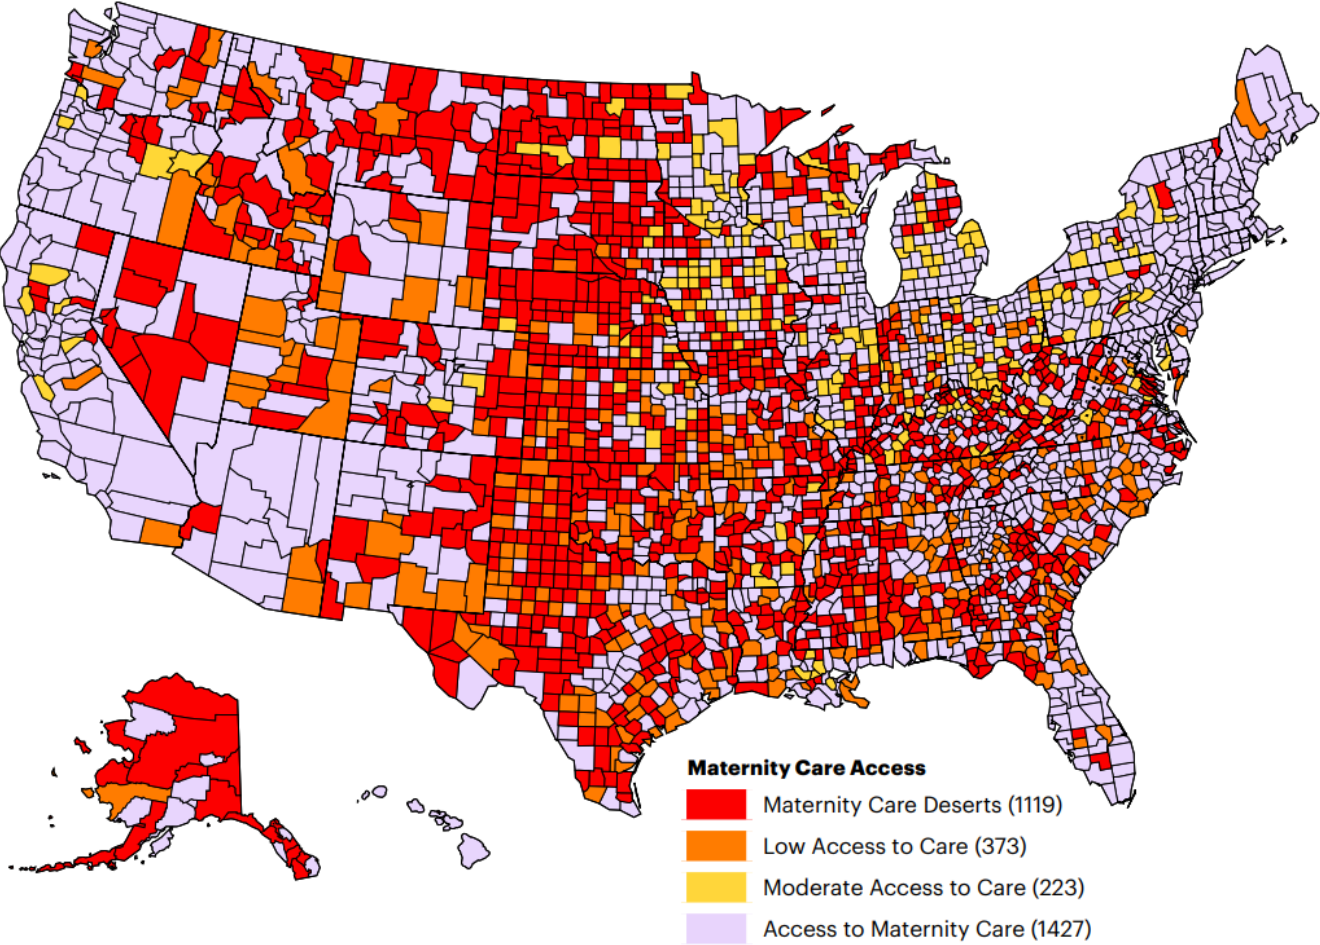 Maternity Care Access
Maternity Care Deserts (1119)
Low Access to Care (373)
Moderate Access to Care (223)
Access to Maternity Care (1427)